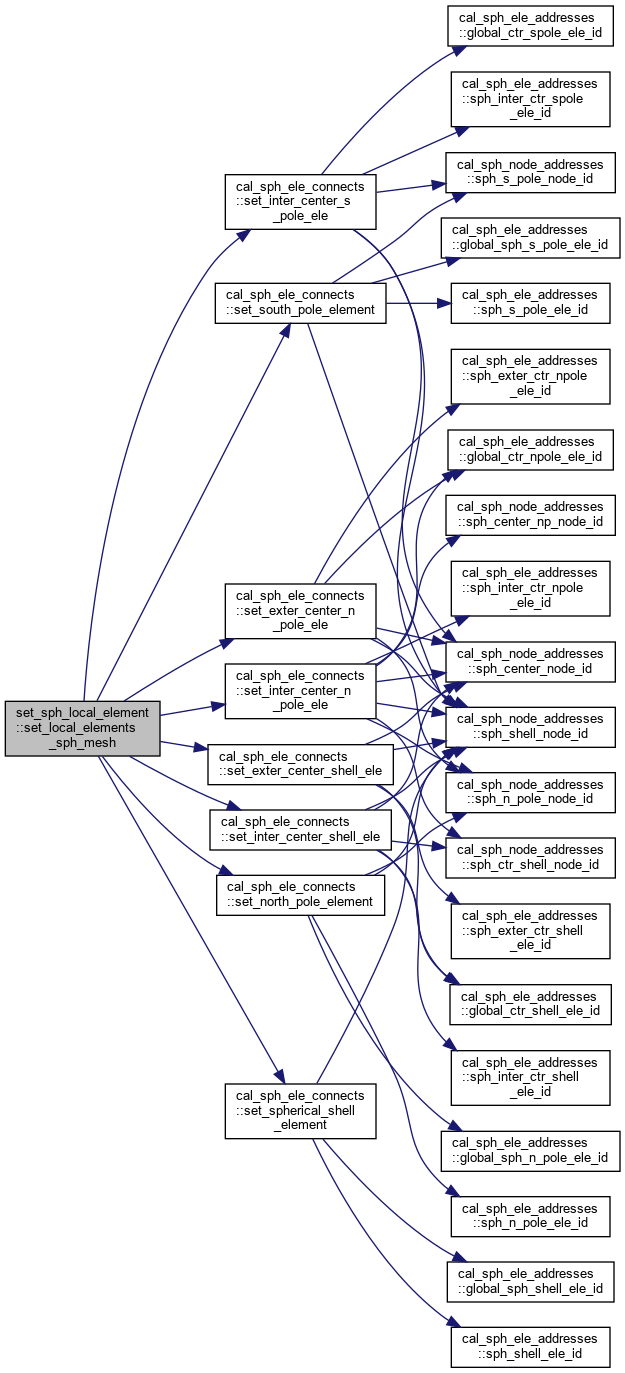 set_sph_local_element
::set_local_elements
_sph_mesh
cal_sph_ele_connects
::set_inter_center_s
_pole_ele
cal_sph_ele_connects
::set_south_pole_element
cal_sph_ele_connects
::set_exter_center_n
_pole_ele
cal_sph_ele_connects
::set_inter_center_n
_pole_ele
cal_sph_ele_connects
::set_exter_center_shell_ele
cal_sph_ele_connects
::set_inter_center_shell_ele
cal_sph_ele_connects
::set_north_pole_element
cal_sph_ele_connects
::set_spherical_shell
_element
cal_sph_ele_addresses
::global_ctr_spole_ele_id
cal_sph_ele_addresses
::sph_inter_ctr_spole
_ele_id
cal_sph_node_addresses
::sph_s_pole_node_id
cal_sph_ele_addresses
::global_sph_s_pole_ele_id
cal_sph_ele_addresses
::sph_s_pole_ele_id
cal_sph_ele_addresses
::sph_exter_ctr_npole
_ele_id
cal_sph_ele_addresses
::global_ctr_npole_ele_id
cal_sph_node_addresses
::sph_center_np_node_id
cal_sph_ele_addresses
::sph_inter_ctr_npole
_ele_id
cal_sph_node_addresses
::sph_center_node_id
cal_sph_node_addresses
::sph_shell_node_id
cal_sph_node_addresses
::sph_n_pole_node_id
cal_sph_node_addresses
::sph_ctr_shell_node_id
cal_sph_ele_addresses
::sph_exter_ctr_shell
_ele_id
cal_sph_ele_addresses
::global_ctr_shell_ele_id
cal_sph_ele_addresses
::sph_inter_ctr_shell
_ele_id
cal_sph_ele_addresses
::global_sph_n_pole_ele_id
cal_sph_ele_addresses
::sph_n_pole_ele_id
cal_sph_ele_addresses
::global_sph_shell_ele_id
cal_sph_ele_addresses
::sph_shell_ele_id